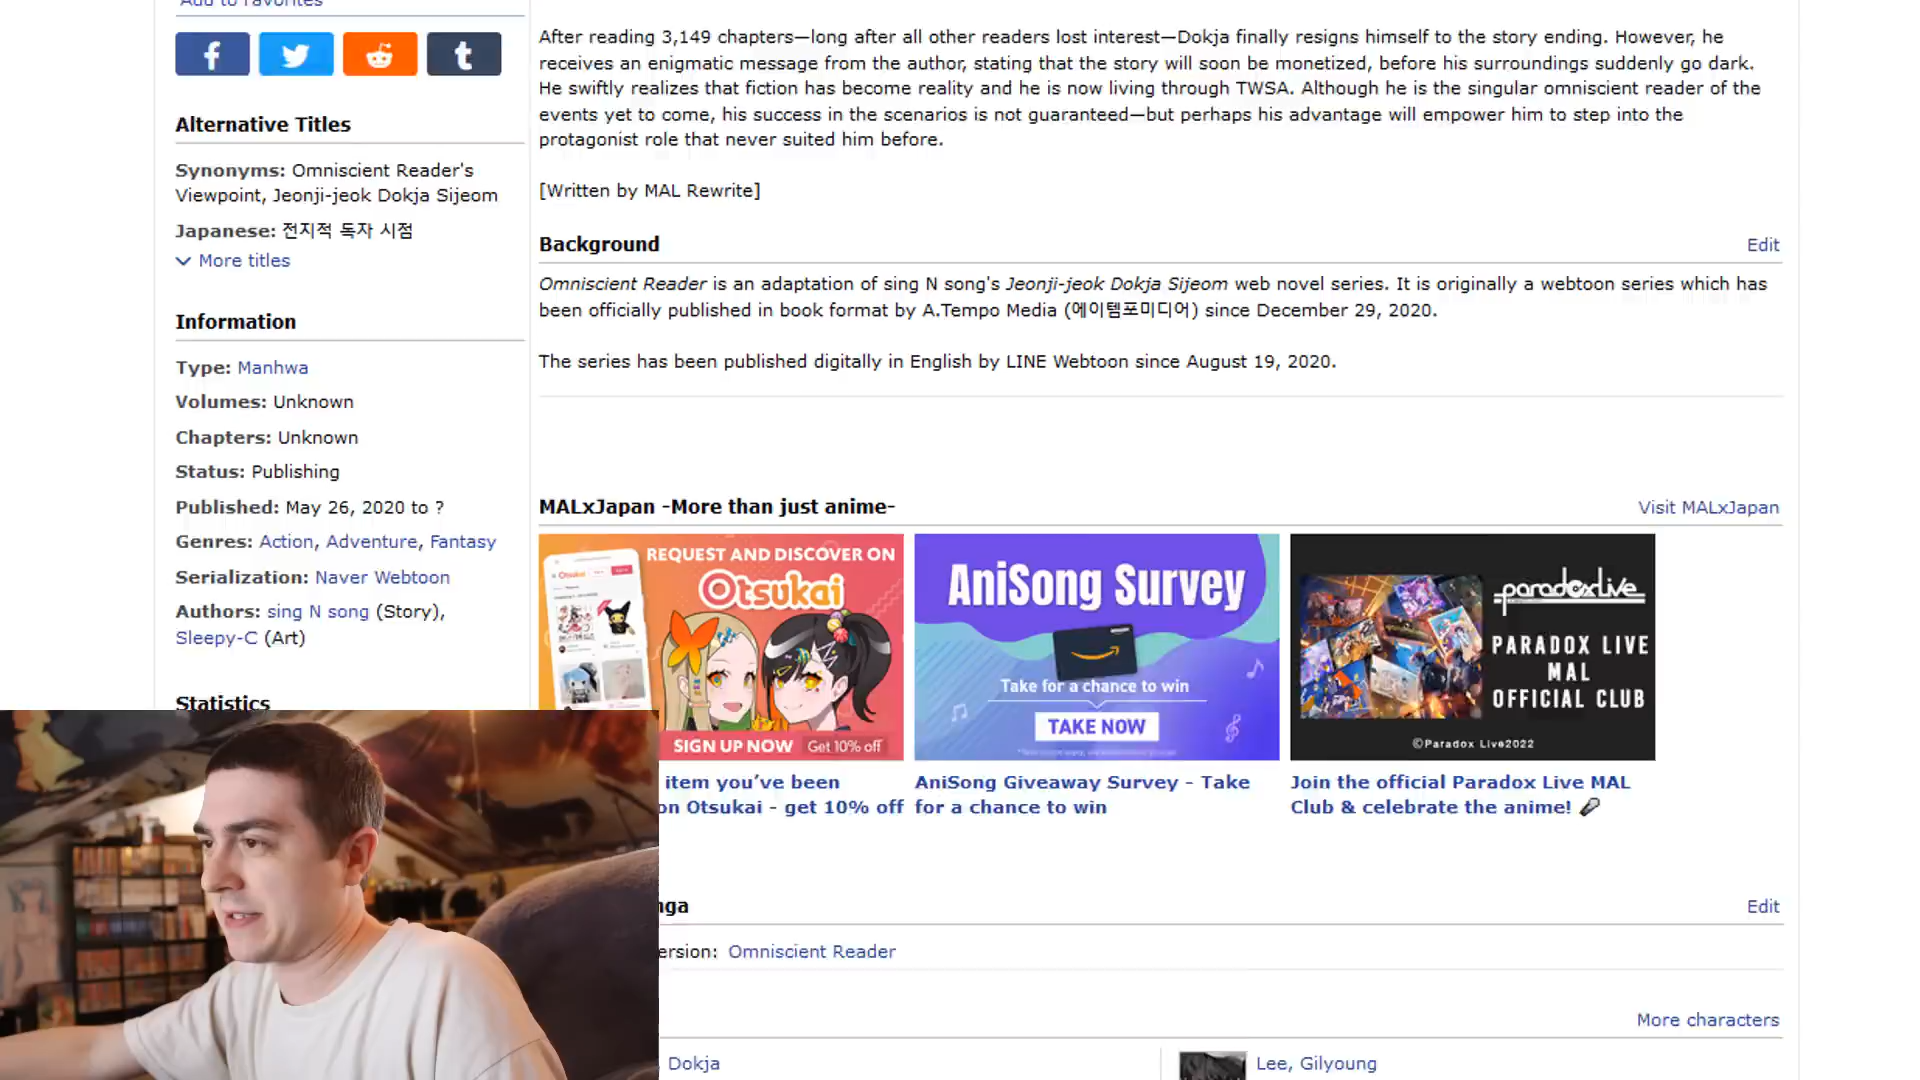 Add to Favorites
Alternative Titles
Synonyms: Omniscient Reader's
Viewpoint, Jeonji-jeok Dokja Sijeom
Japanese: 전지적 독자 시점
More titles
Information
Type: Manhwa
Volumes: Unknown
Chapters: Unknown
Status: Publishing
Published: May 26, 2020 to ?
Genres: Action, Adventure, Fantasy
Serialization: Naver Webtoon
Authors: sing N song (Story),
Sleepy-C (Art)
Statistics
After reading 3,149 chapters—long after all other readers lost interest—Dokja finally resigns himself to the story ending. However, he
receives an enigmatic message from the author, stating that the story will soon be monetized, before his surroundings suddenly go dark.
He swiftly realizes that fiction has become reality and he is now living through TWSA. Although he is the singular omniscient reader of the
events yet to come, his success in the scenarios is not guaranteed—but perhaps his advantage will empower him to step into the
protagonist role that never suited him before.
[Written by MAL Rewrite]
Background
Edit
Omniscient Reader is an adaptation of sing N song's Jeonji-jeok Dokja Sijeom web novel series. It is originally a webtoon series which has
been officially published in book format by A.Tempo Media (에이템포미디어) since December 29, 2020.
The series has been published digitally in English by LINE Webtoon since August 19, 2020.
MALxJapan -More than just anime-
Visit MALxJapan
REQUEST AND DISCOVER ON
Otsukai
SIGN UP NOW Get 10% off
AniSong Survey
Take for a chance to win
TAKE NOW
paradoxlive
PARADOX LIVE
MAL
OFFICIAL CLUB
©Paradox Live2022
item you've been
on Otsukai - get 10% off
AniSong Giveaway Survey - Take
for a chance to win
Join the official Paradox Live MAL
Club & celebrate the anime!
nga
Edit
ersion: Omniscient Reader
More characters
Dokja
Lee, Gilyoung